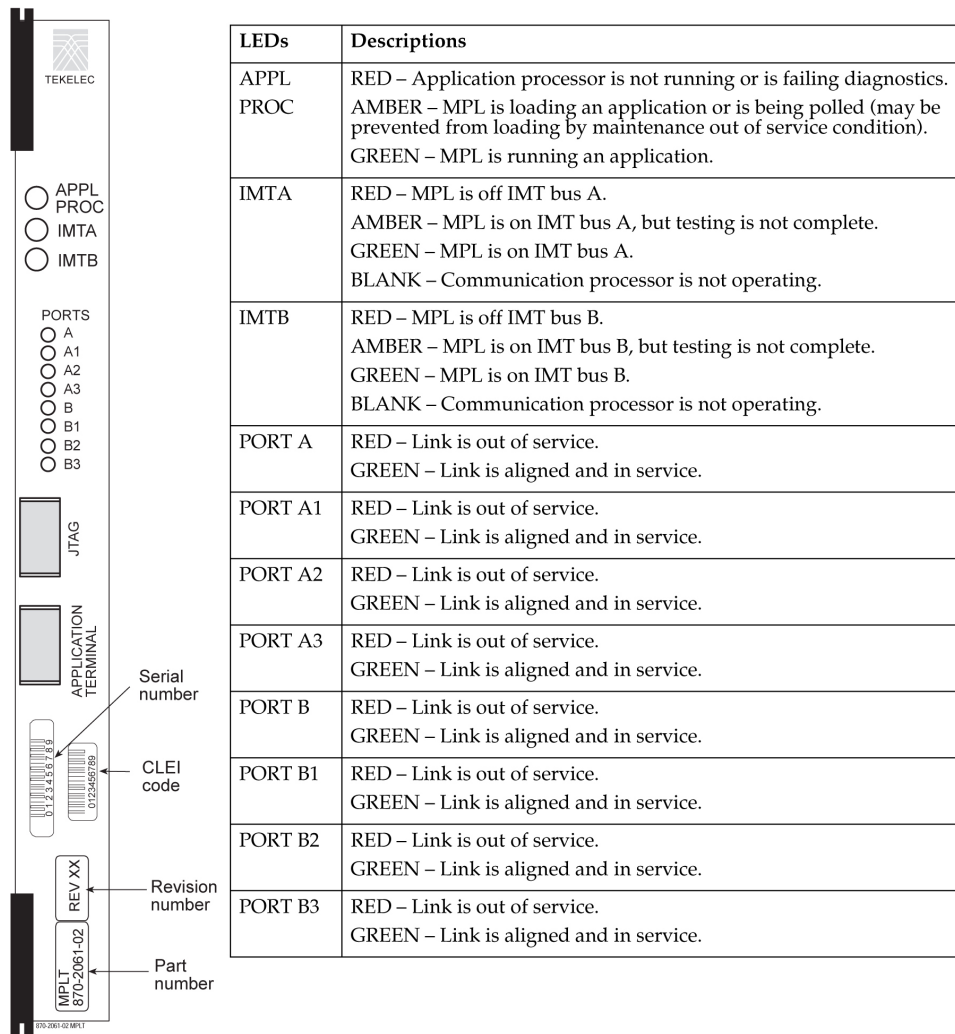 TEKELEC
APPL
PROC
IMTA
IMTB
PORTS
A
A1
A2
A3
B
B1
B2
B3
JTAG
APPLICATION
TERMINAL
Serial
number
0123456789
CLEI
code
0123456789
REV XX
Revision
number
MPLT
870-2061-02
Part
number
870-2061-02 MPLT
LEDs Descriptions
APPL RED – Application processor is not running or is failing diagnostics.
PROC AMBER – MPL is loading an application or is being polled (may be
prevented from loading by maintenance out of service condition).
GREEN – MPL is running an application.
IMTA RED – MPL is off IMT bus A.
AMBER – MPL is on IMT bus A, but testing is not complete.
GREEN – MPL is on IMT bus A.
BLANK – Communication processor is not operating.
IMTB RED – MPL is off IMT bus B.
AMBER – MPL is on IMT bus B, but testing is not complete.
GREEN – MPL is on IMT bus B.
BLANK – Communication processor is not operating.
PORT A RED – Link is out of service.
GREEN – Link is aligned and in service.
PORT A1 RED – Link is out of service.
GREEN – Link is aligned and in service.
PORT A2 RED – Link is out of service.
GREEN – Link is aligned and in service.
PORT A3 RED – Link is out of service.
GREEN – Link is aligned and in service.
PORT B RED – Link is out of service.
GREEN – Link is aligned and in service.
PORT B1 RED – Link is out of service.
GREEN – Link is aligned and in service.
PORT B2 RED – Link is out of service.
GREEN – Link is aligned and in service.
PORT B3 RED – Link is out of service.
GREEN – Link is aligned and in service.